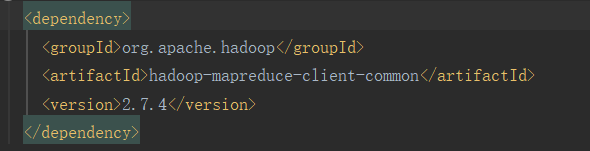 <dependency>
<groupId>org.apache.hadoop</groupId>
<artifactId>hadoop-mapreduce-client-common</artifactId>
<version>2.7.4</version>
</dependency>